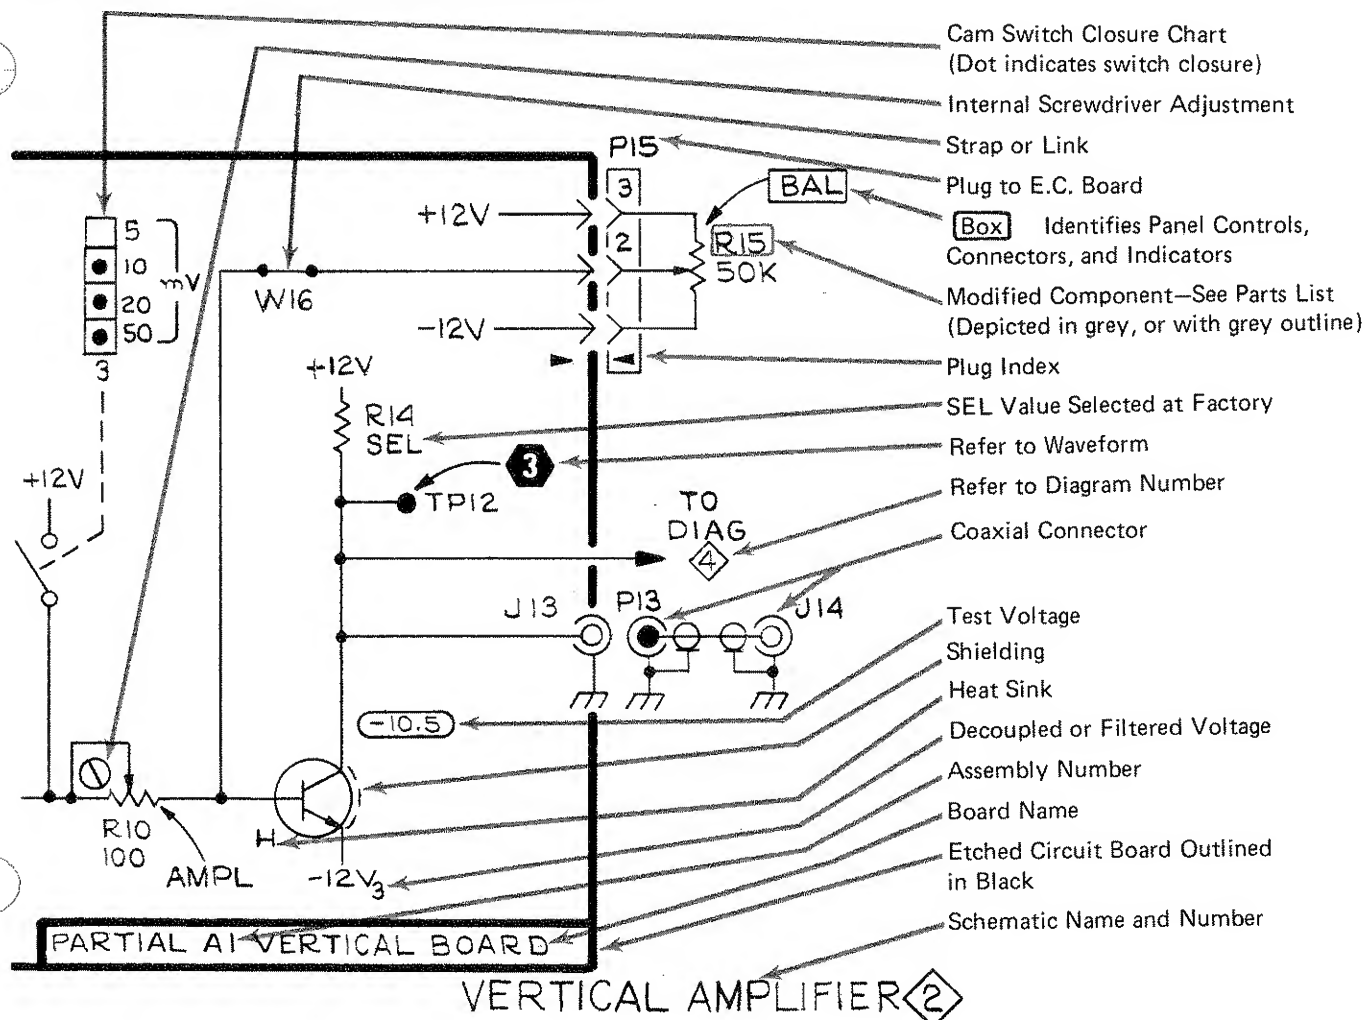 Cam Switch Closure Chart
(Dot indicates switch closure)
Internal Screwdriver Adjustment
Strap or Link
Plug to E.C. Board
Box Identifies Panel Controls,
Connectors, and Indicators
Modified Component—See Parts List
(Depicted in grey, or with grey outline)
Plug Index
SEL Value Selected at Factory
Refer to Waveform
Refer to Diagram Number
Coaxial Connector
Test Voltage
Shielding
Heat Sink
Decoupled or Filtered Voltage
Assembly Number
Board Name
Etched Circuit Board Outlined
in Black
Schematic Name and Number
P15
3
BAL
+12V
2
R15
50K
-12V
5
10
20
50
mV
3
W16
+12V
R14
SEL
3
TP12
+12V
TO
DIAG
4
J13
P13
J14
-10.5
R10
100
AMPL
H
-12V3
PARTIAL A1 VERTICAL BOARD
VERTICAL AMPLIFIER 2